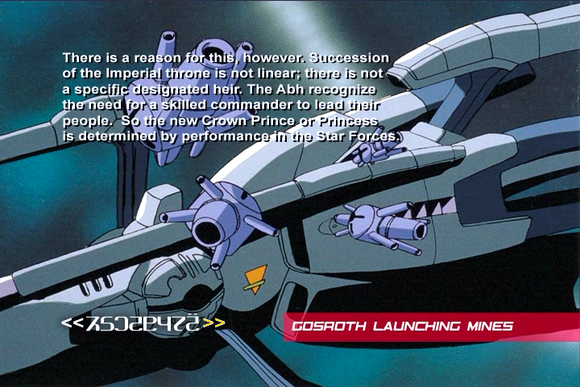 There is a reason for this, however. Succession
of the Imperial throne is not linear; there is not
a specific designated heir. The Abh recognize
the need for a skilled commander to lead their
people. So the new Crown Prince or Princess
is determined by performance in the Star Forces.
GOSROTH LAUNCHING MINES